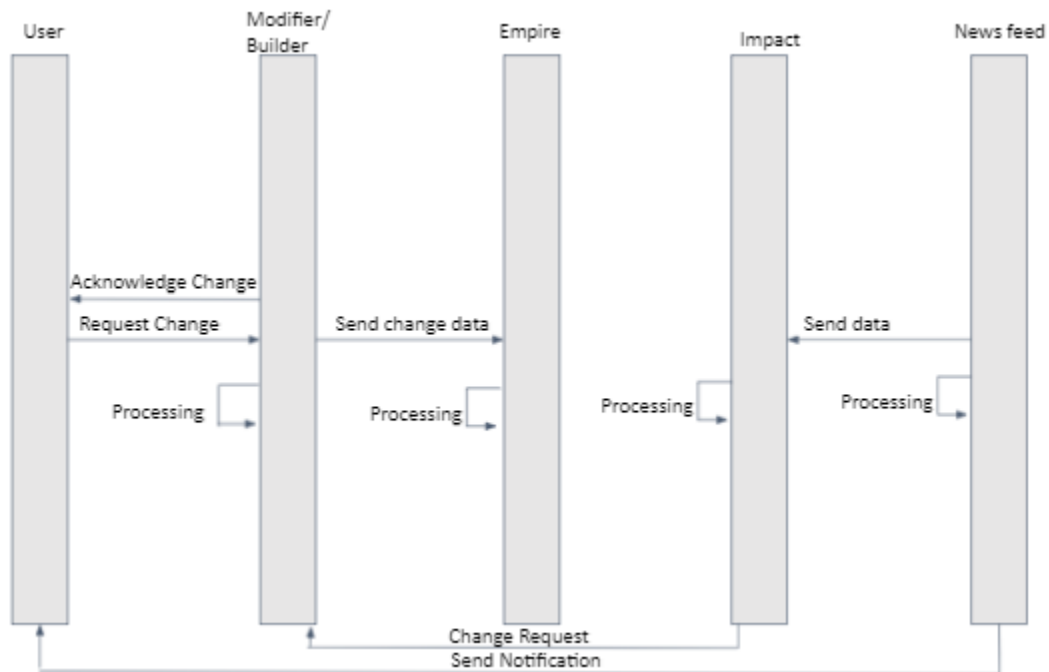 User
Modifier/
Builder
Empire
Impact
News feed
Acknowledge Change
Request Change
Send change data
Send data
Processing
Processing
Processing
Processing
Change Request
Send Notification